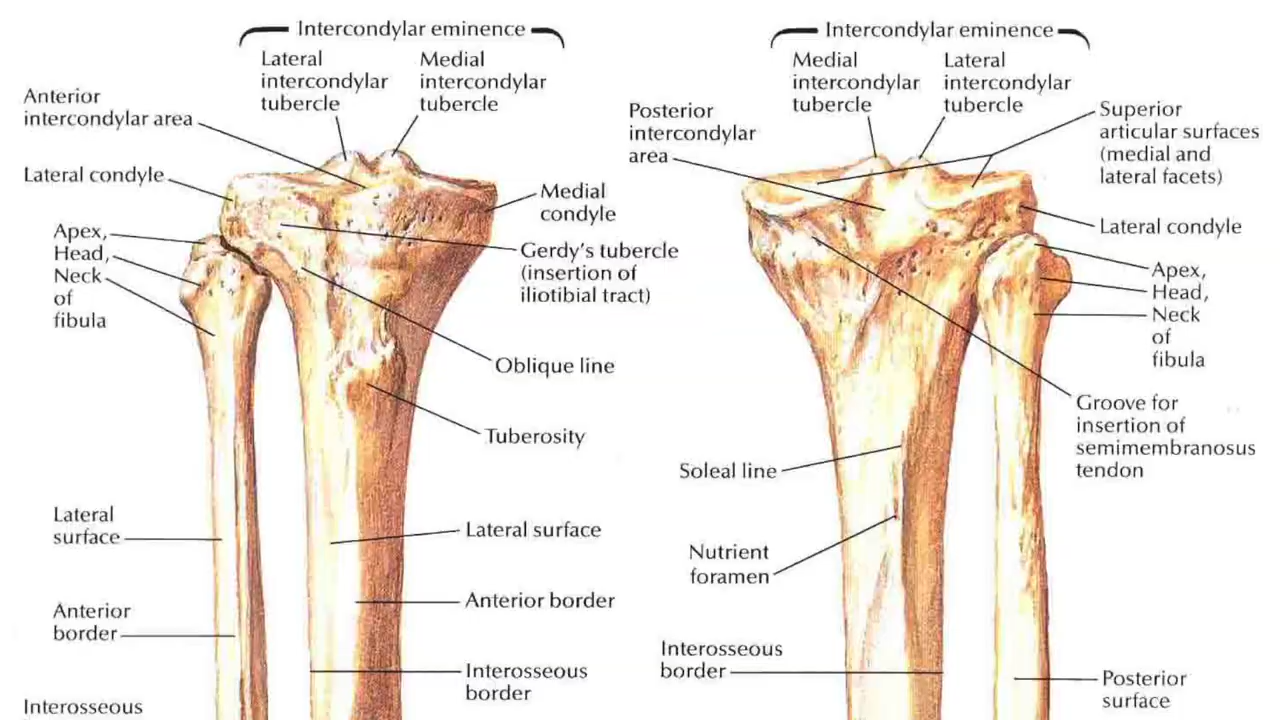 Intercondylar eminence
Lateral
intercondylar
tubercle
Medial
intercondylar
tubercle
Anterior
intercondylar area
Lateral condyle
Apex,
Head,
Neck
of
fibula
Medial
condyle
Gerdy's tubercle
(insertion of
iliotibial tract)
Oblique line
Tuberosity
Lateral
surface
Lateral surface
Anterior
border
Anterior border
Interosseous
border
Interosseous
Intercondylar eminence
Medial
intercondylar
tubercle
Lateral
intercondylar
tubercle
Posterior
intercondylar
area
Superior
articular surfaces
(medial and
lateral facets)
Lateral condyle
Apex,
Head,
Neck
of
fibula
Groove for
insertion of
semimembranosus
tendon
Soleal line
Nutrient
foramen
Interosseous
border
Posterior
surface